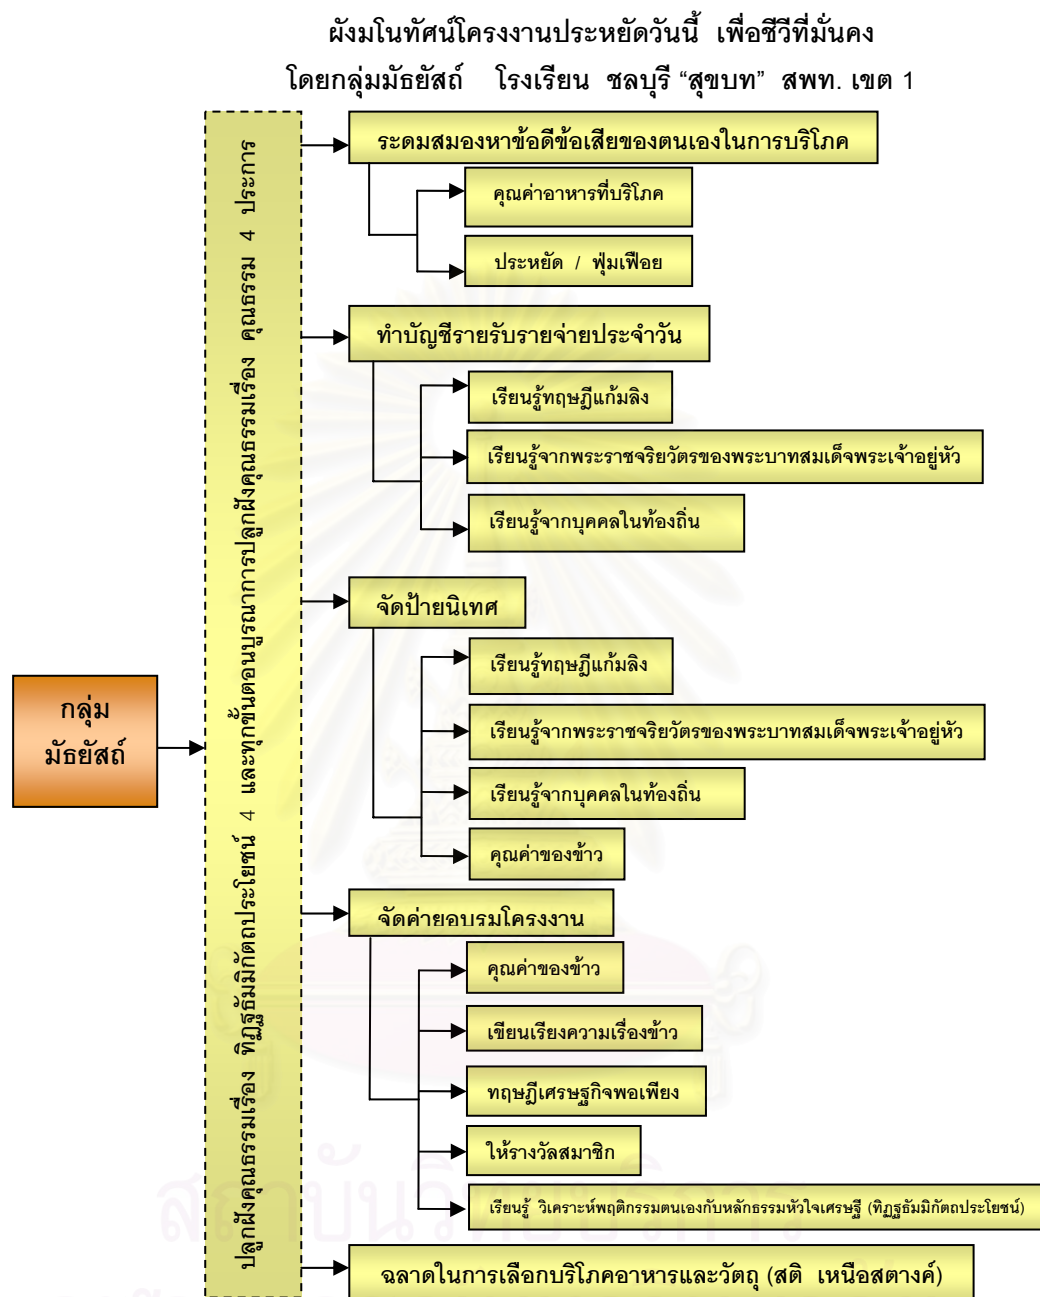 ผังมโนทัศน์โครงงานประหยัดวันนี้ เพื่อชีวีที่มั่นคง
โดยกลุ่มมัธยัสถ์ โรงเรียน ชลบุรี “สุขบท” สพท. เขต 1
กลุ่ม
มัธยัสถ์
ปลูกฝังคุณธรรมเรื่อง ทิฏฐธัมมิกัตถประโยชน์ 4 และทุกขั้นตอนบูรณาการปลูกฝังคุณธรรมเรื่อง คุณธรรม 4 ประการ
ระดมสมองหาข้อดีข้อเสียของตนเองในการบริโภค
คุณค่าอาหารที่บริโภค
ประหยัด / ฟุ่มเฟือย
ทำบัญชีรายรับรายจ่ายประจำวัน
เรียนรู้ทฤษฎีแก้มลิง
เรียนรู้จากพระราชจริยวัตรของพระบาทสมเด็จพระเจ้าอยู่หัว
เรียนรู้จากบุคคลในท้องถิ่น
จัดป้ายนิเทศ
เรียนรู้ทฤษฎีแก้มลิง
เรียนรู้จากพระราชจริยวัตรของพระบาทสมเด็จพระเจ้าอยู่หัว
เรียนรู้จากบุคคลในท้องถิ่น
คุณค่าของข้าว
จัดค่ายอบรมโครงงาน
คุณค่าของข้าว
เขียนเรียงความเรื่องข้าว
ทฤษฎีเศรษฐกิจพอเพียง
ให้รางวัลสมาชิก
เรียนรู้ วิเคราะห์พฤติกรรมตนเองกับหลักธรรมหัวใจเศรษฐี (ทิฏฐธัมมิกัตถประโยชน์)
ฉลาดในการเลือกบริโภคอาหารและวัตถุ (สติ เหนือสตางค์)
สถาบันวิทยบริการ